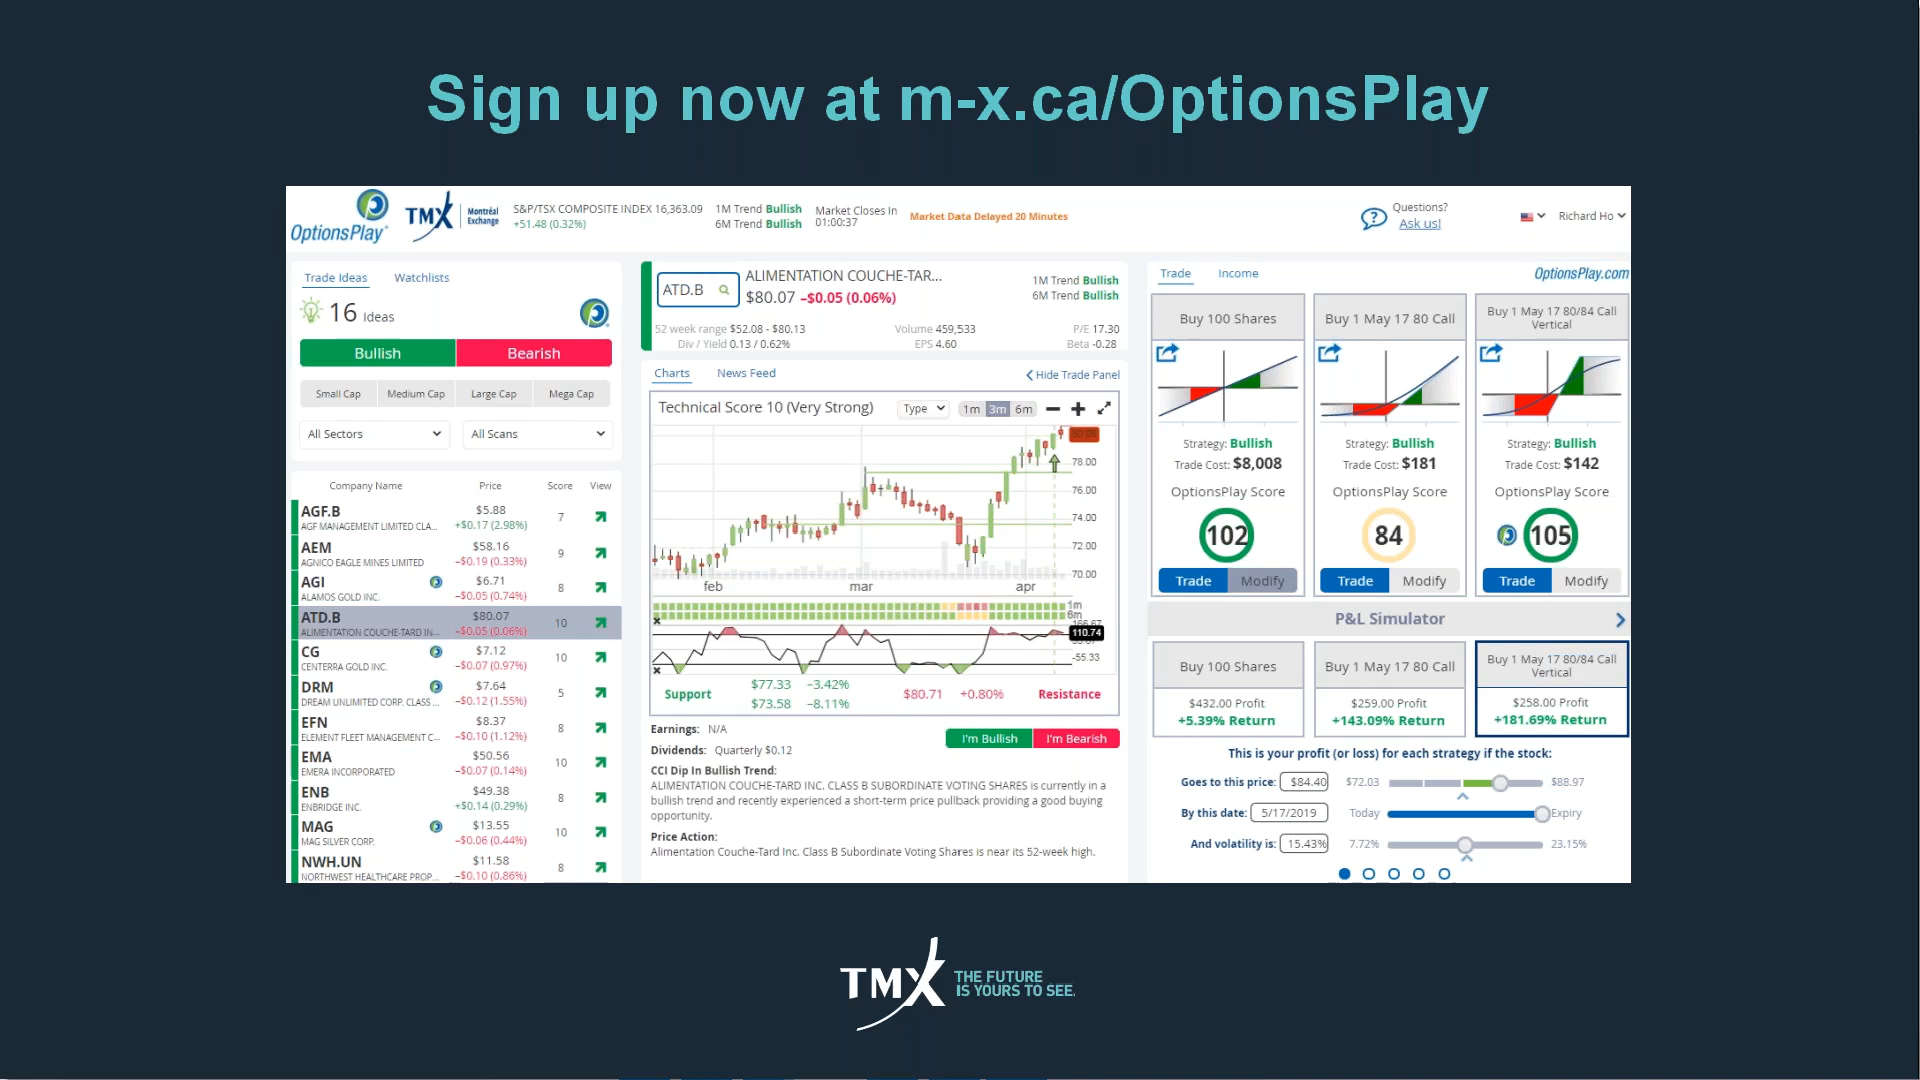 Sign up now at m-x.ca/OptionsPlay
OptionsPlay
TMX
Montréal
Exchange
S&P/TSX COMPOSITE INDEX 16,363.09
+51.48 (0.32%)
1M Trend Bullish
6M Trend Bullish
Market Closes In
01:00:37
Market Data Delayed 20 Minutes
Questions?
Ask us!
Richard Ho
Trade Ideas Watchlists
16 Ideas
Bullish Bearish
Small Cap Medium Cap Large Cap Mega Cap
All Sectors All Scans
Company Name Price Score View
AGF.B $5.88
AGF MANAGEMENT LIMITED CLA... +$0.17 (2.98%) 7
AEM $58.16
AGNICO EAGLE MINES LIMITED –$0.19 (0.33%) 9
AGI $6.71
ALAMOS GOLD INC. –$0.05 (0.74%) 8
ATD.B $80.07
ALIMENTATION COUCHE-TARD IN... –$0.05 (0.06%) 10
CG $7.12
CENTERRA GOLD INC. –$0.07 (0.97%) 10
DRM $7.64
DREAM UNLIMITED CORP. CLASS ... –$0.12 (1.55%) 5
EFN $8.37
ELEMENT FLEET MANAGEMENT C... –$0.10 (1.12%) 8
EMA $50.56
EMERA INCORPORATED –$0.07 (0.14%) 10
ENB $49.38
ENBRIDGE INC. +$0.14 (0.29%) 8
MAG $13.55
MAG SILVER CORP. –$0.06 (0.44%) 10
NWH.UN $11.58
NORTHWEST HEALTHCARE PROP... –$0.10 (0.86%) 8
ATD.B
ALIMENTATION COUCHE-TAR...
$80.07 –$0.05 (0.06%)
1M Trend Bullish
6M Trend Bullish
52 week range $52.08 - $80.13 Volume 459,533 P/E 17.30
Div / Yield 0.13 / 0.62% EPS 4.60 Beta -0.28
Charts News Feed Hide Trade Panel
Technical Score 10 (Very Strong) Type 1m 3m 6m
78.00
76.00
74.00
72.00
70.00
feb mar apr
1m
6m
110.74
-55.33
Support $77.33 –3.42%
$73.58 –8.11%
$80.71 +0.80% Resistance
Earnings: N/A
I'm Bullish I'm Bearish
Dividends: Quarterly $0.12
CCI Dip In Bullish Trend:
ALIMENTATION COUCHE-TARD INC. CLASS B SUBORDINATE VOTING SHARES is currently in a
bullish trend and recently experienced a short-term price pullback providing a good buying
opportunity.
Price Action:
Alimentation Couche-Tard Inc. Class B Subordinate Voting Shares is near its 52-week high.
Trade Income OptionsPlay.com
Buy 100 Shares
Strategy: Bullish
Trade Cost: $8,008
OptionsPlay Score
102
Trade Modify
Buy 1 May 17 80 Call
Strategy: Bullish
Trade Cost: $181
OptionsPlay Score
84
Trade Modify
Buy 1 May 17 80/84 Call
Vertical
Strategy: Bullish
Trade Cost: $142
OptionsPlay Score
105
Trade Modify
P&L Simulator
Buy 100 Shares
$432.00 Profit
+5.39% Return
Buy 1 May 17 80 Call
$259.00 Profit
+143.09% Return
Buy 1 May 17 80/84 Call
Vertical
$258.00 Profit
+181.69% Return
This is your profit (or loss) for each strategy if the stock:
Goes to this price: $84.40 $72.03 $88.97
By this date: 5/17/2019 Today Expiry
And volatility is: 15.43% 7.72% 23.15%
TMX THE FUTURE
IS YOURS TO SEE.